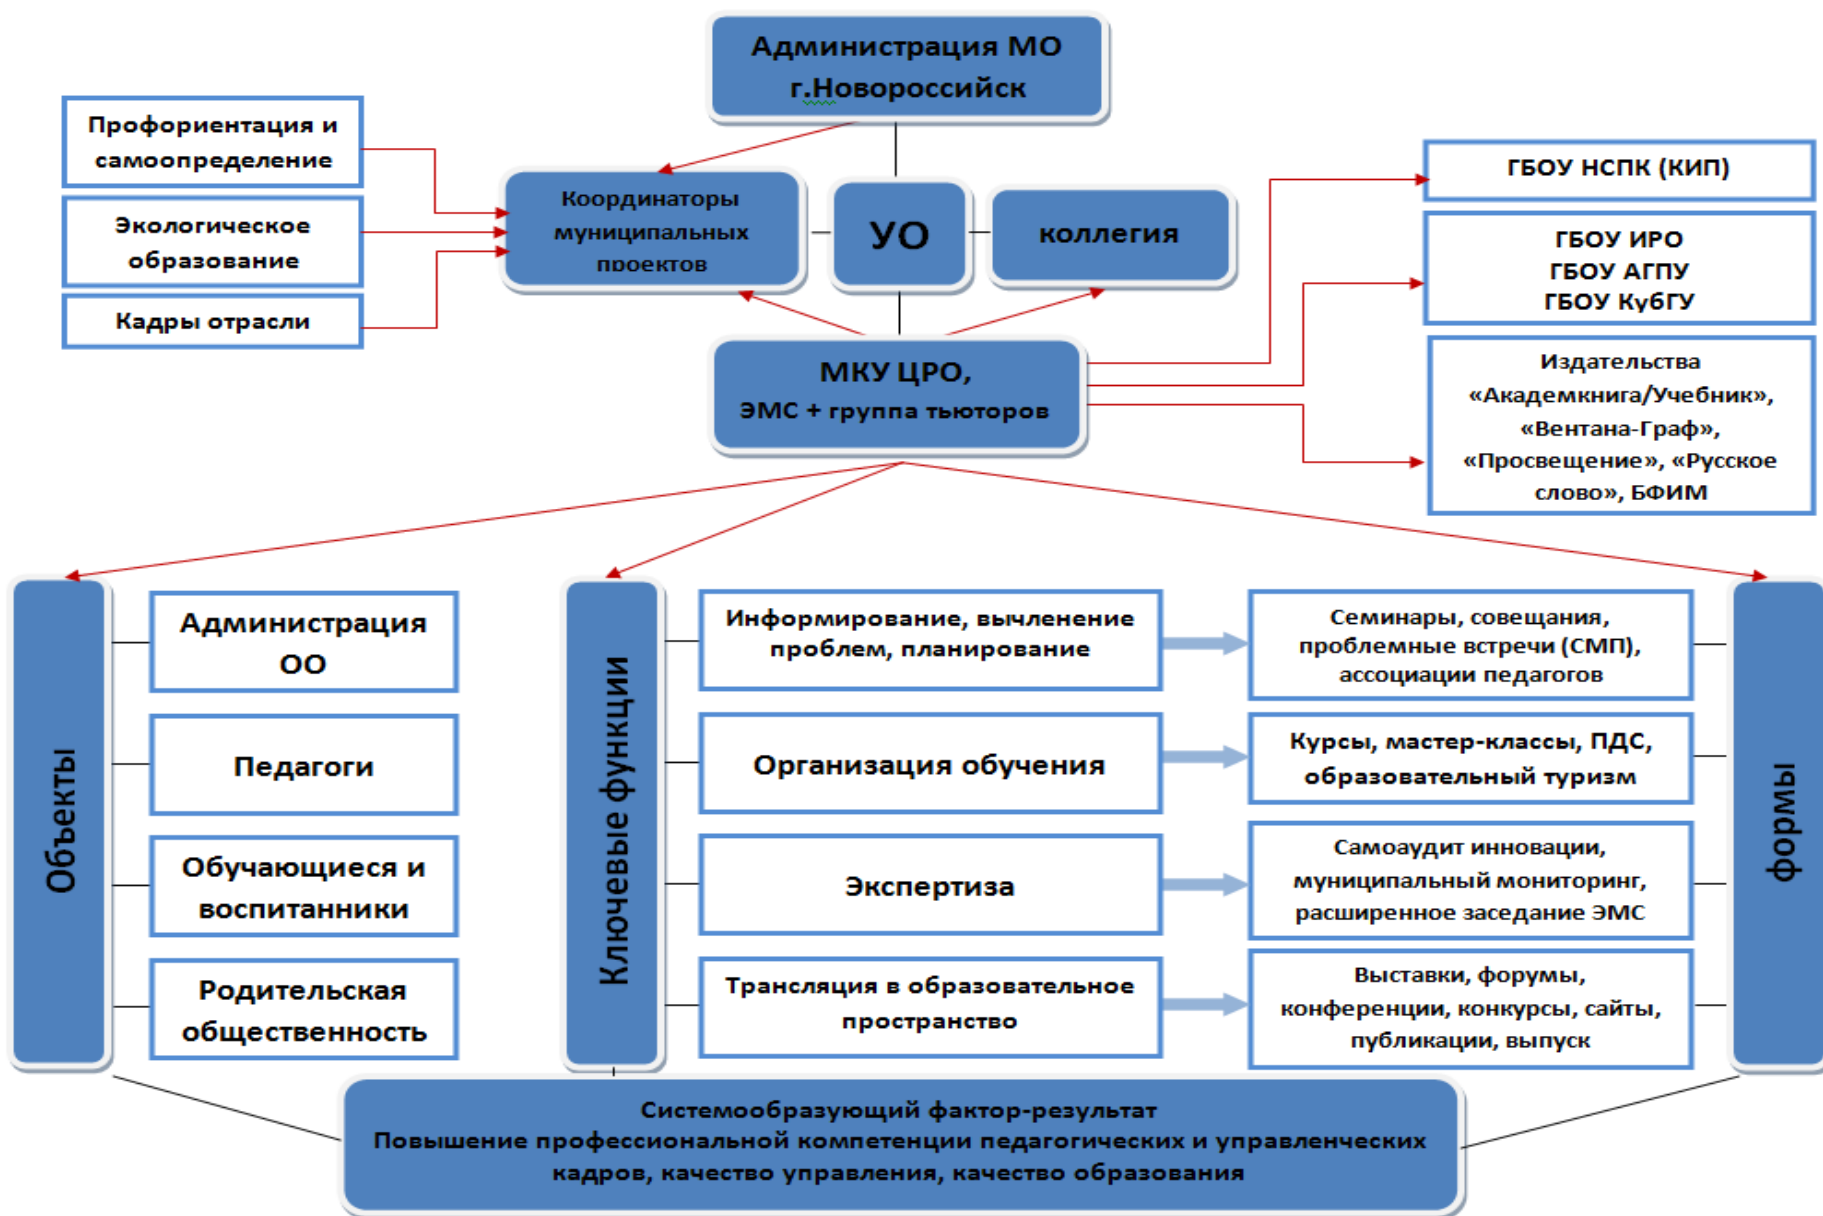 Администрация МО
г.Новороссийск
Профориентация и
самоопределение
Экологическое
образование
Кадры отрасли
Координаторы
муниципальных
проектов
УО
коллегия
ГБОУ НСПК (КИП)
ГБОУ ИРО
ГБОУ АГПУ
ГБОУ КубГУ
Издательства
«Академкнига/Учебник»,
«Вентана-Граф»,
«Просвещение», «Русское
слово», БФИМ
МКУ ЦРО,
ЭМС + группа тьюторов
Объекты
Администрация
ОО
Педагоги
Обучающиеся и
воспитанники
Родительская
общественность
Ключевые функции
Информирование, вычленение
проблем, планирование
Организация обучения
Экспертиза
Трансляция в образовательное
пространство
Семинары, совещания,
проблемные встречи (СМП),
ассоциации педагогов
Курсы, мастер-классы, ПДС,
образовательный туризм
Самоаудит инновации,
муниципальный мониторинг,
расширенное заседание ЭМС
Выставки, форумы,
конференции, конкурсы, сайты,
публикации, выпуск
формы
Системообразующий фактор-результат
Повышение профессиональной компетенции педагогических и управленческих
кадров, качество управления, качество образования